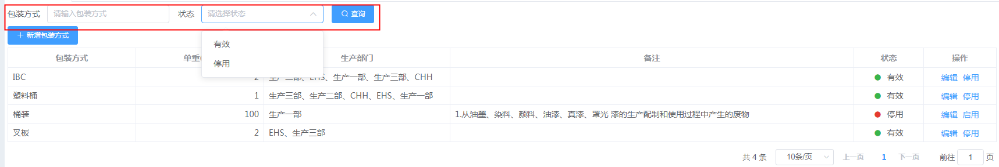 包装方式 请输入包装方式 状态 请选择状态 查询
新增包装方式
有效
停用
包装方式 单重 生产部门 备注 状态 操作
IBC 2 生产二部、EHS、生产一部、生产三部、CHH 有效 编辑 停用
塑料桶 1 生产三部、生产二部、CHH、EHS、生产一部 有效 编辑 停用
桶装 100 生产一部 1.从油墨、染料、颜料、油漆、真漆、罩光 漆的生产配制和使用过程中产生的废物 停用 编辑 启用
叉板 2 EHS、生产三部 有效 编辑 停用
共 4 条 10条/页 上一页 1 下一页 前往 1 页